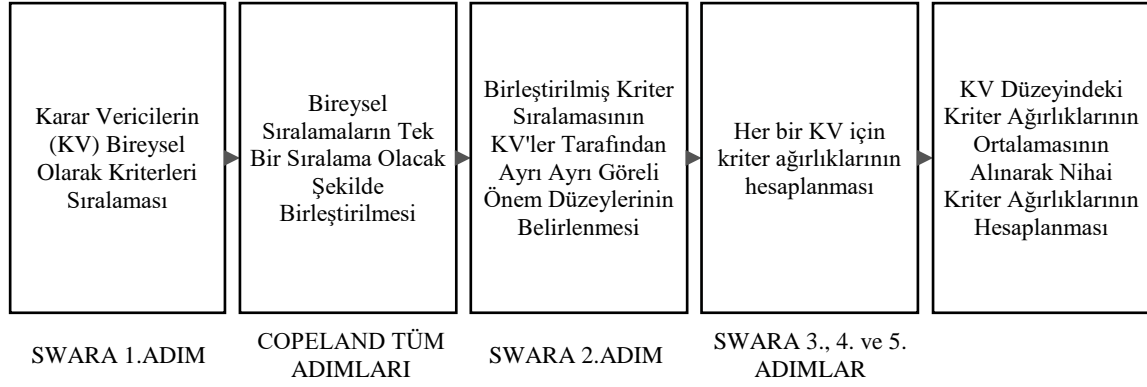 Karar Vericilerin
(KV) Bireysel
Olarak Kriterleri
Sıralaması
Bireysel
Sıralamaların Tek
Bir Sıralama Olacak
Şekilde
Birleştirilmesi
Birleştirilmiş Kriter
Sıralamasının
KV'ler Tarafından
Ayrı Ayrı Göreli
Önem Düzeylerinin
Belirlenmesi
Her bir KV için
kriter ağırlıklarının
hesaplanması
KV Düzeyindeki
Kriter Ağırlıklarının
Ortalamasının
Alınarak Nihai
Kriter Ağırlıklarının
Hesaplanması
SWARA 1.ADIM
COPELAND TÜM
ADIMLARI
SWARA 2.ADIM
SWARA 3., 4. ve 5.
ADIMLAR